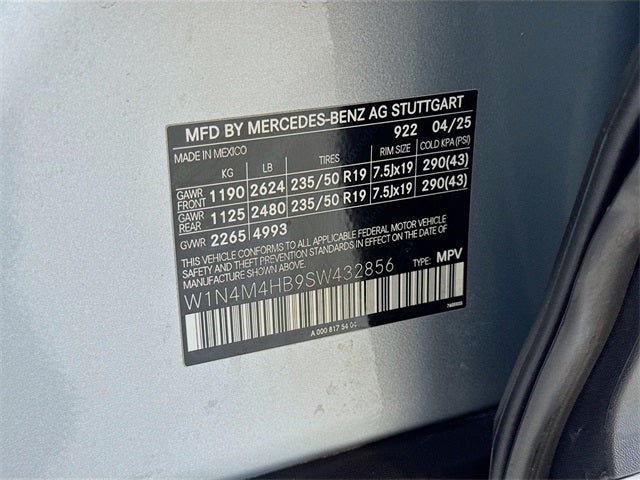 MFD BY MERCEDES-BENZ AG STUTTGART
922 04/25
MADE IN MEXICO
KG LB TIRES RIM SIZE COLD KPA (PSI)
GAWR FRONT 1190 2624 235/50 R19 7.5Jx19 290(43)
GAWR REAR 1125 2480 235/50 R19 7.5Jx19 290(43)
GVWR 2265 4993
THIS VEHICLE CONFORMS TO ALL APPLICABLE FEDERAL MOTOR VEHICLE
SAFETY AND THEFT PREVENTION STANDARDS IN EFFECT ON THE
DATE OF MANUFACTURE SHOWN ABOVE.
TYPE: MPV
W1N4M4HB9SW432856
A 000 817 54